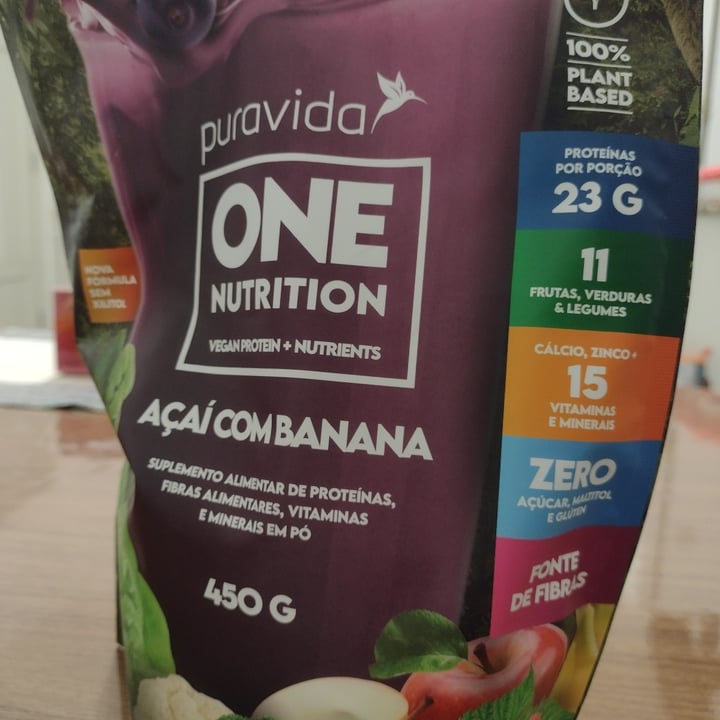 puravida
ONE
NUTRITION
VEGAN PROTEIN + NUTRIENTS
AÇAÍ COM BANANA
SUPLEMENTO ALIMENTAR DE PROTEÍNAS,
FIBRAS ALIMENTARES, VITAMINAS
E MINERAIS EM PÓ
450 G
NOVA
FÓRMULA
SEM
XILITOL
100%
PLANT
BASED
PROTEÍNAS
POR PORÇÃO
23 G
11
FRUTAS, VERDURAS
& LEGUMES
CÁLCIO, ZINCO +
15
VITAMINAS
E MINERAIS
ZERO
AÇÚCAR, MALTITOL
E GLÚTEN
FONTE
DE FIBRAS